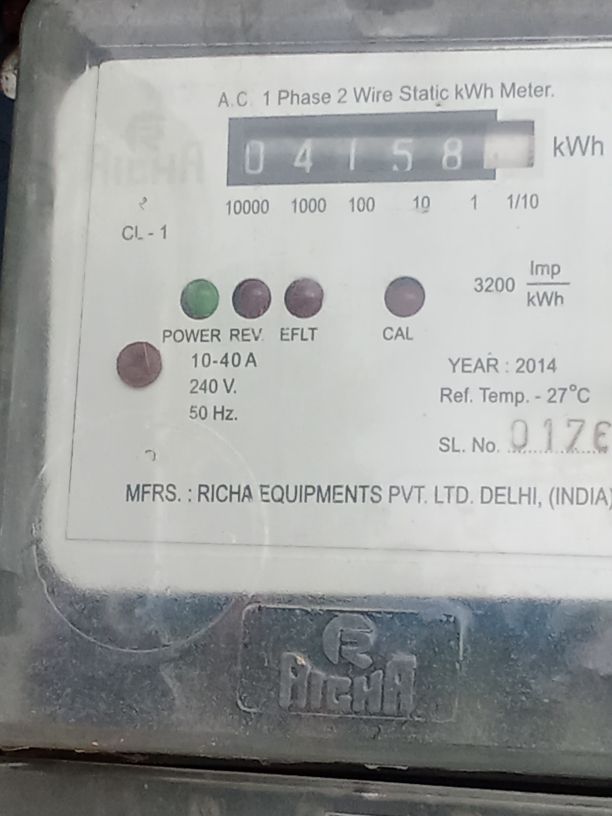 A.C. 1 Phase 2 Wire Static kWh Meter.
0 4 1 5 8 kWh
10000 1000 100 10 1 1/10
CL - 1
3200 Imp/kWh
POWER REV. EFLT CAL
10-40 A
240 V.
50 Hz.
YEAR : 2014
Ref. Temp. - 27°C
SL. No. 0176
MFRS. : RICHA EQUIPMENTS PVT. LTD. DELHI, (INDIA)
RICHA